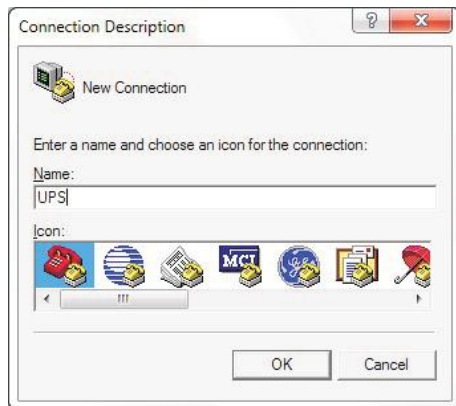 Connection Description
New Connection
Enter a name and choose an icon for the connection:
Name:
UPS
Icon:
MCI
OK
Cancel